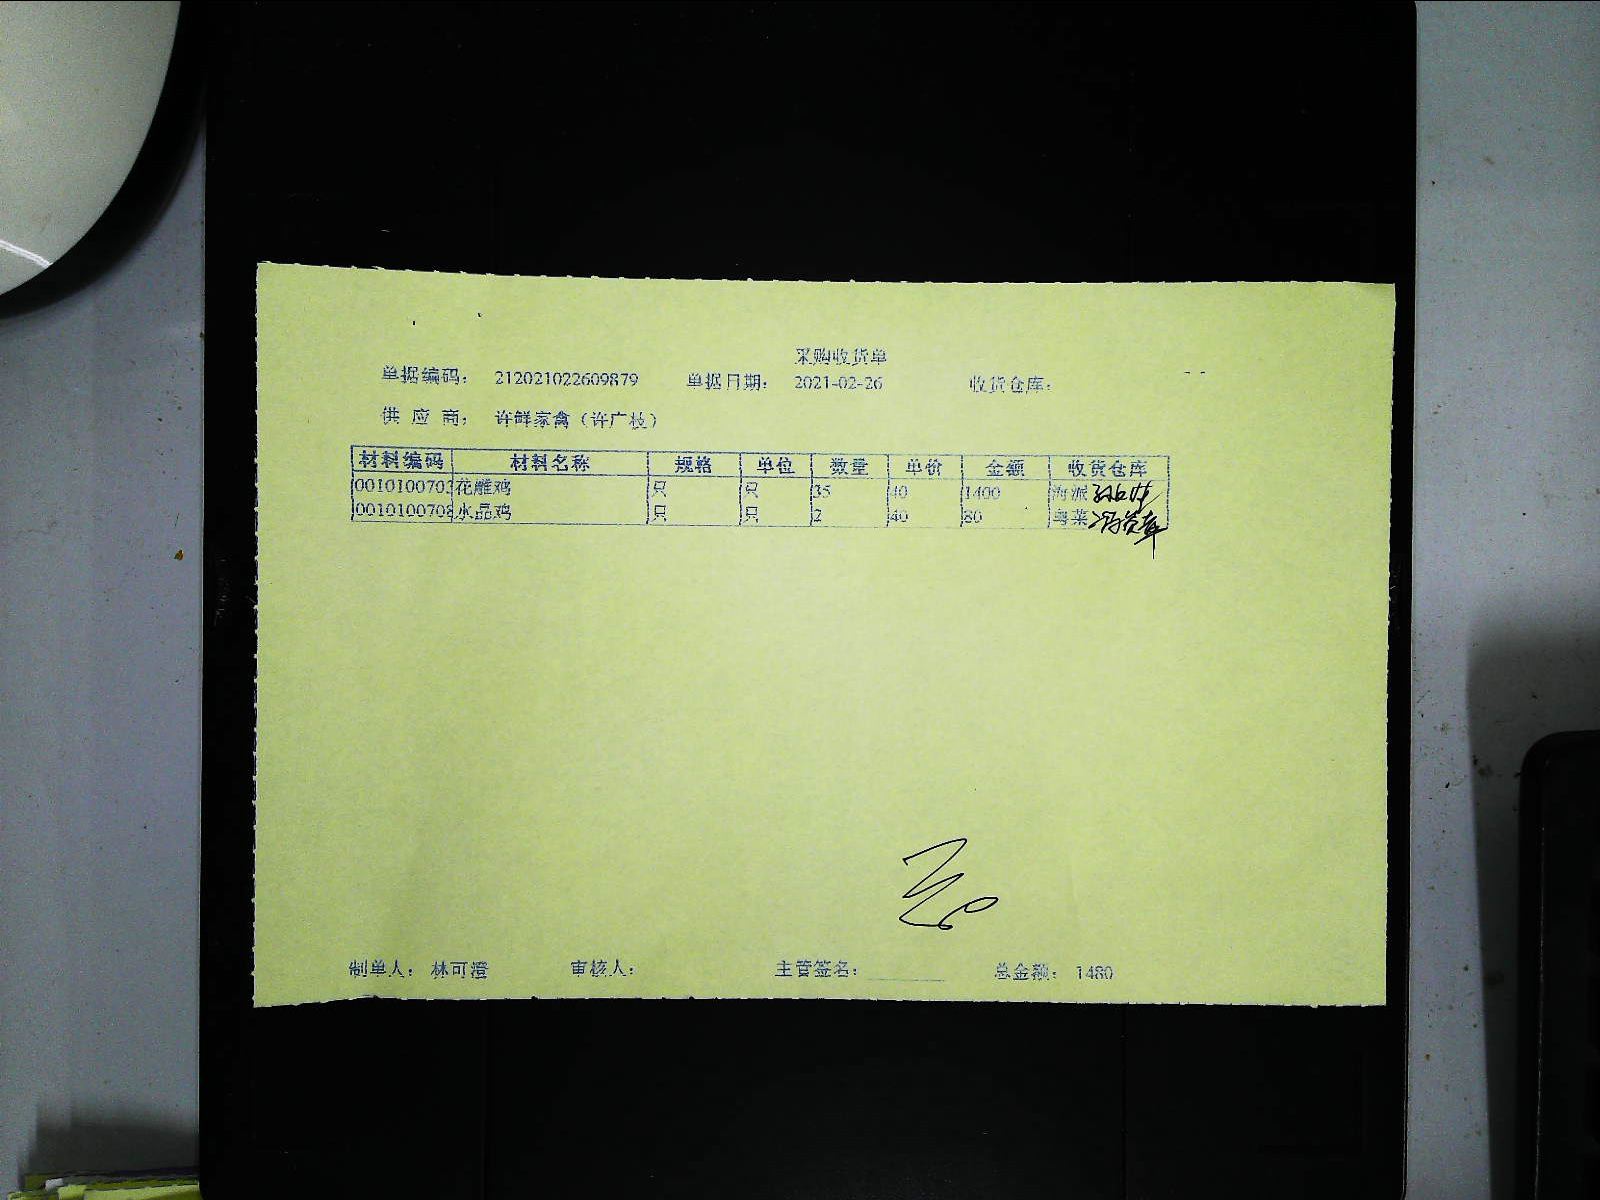 采购收货单
单据编码： 212021022609879 单据日期： 2021-02-26 收货仓库：
供 应 商： 许鲜家禽（许广枝）
材料编码 材料名称 规格 单位 数量 单价 金额 收货仓库
0010100703 花雕鸡 只 只 35 40 1400 海派
0010100708 水晶鸡 只 只 2 40 80 粤菜
制单人： 林可澄 审核人： 主管签名： 总金额： 1480